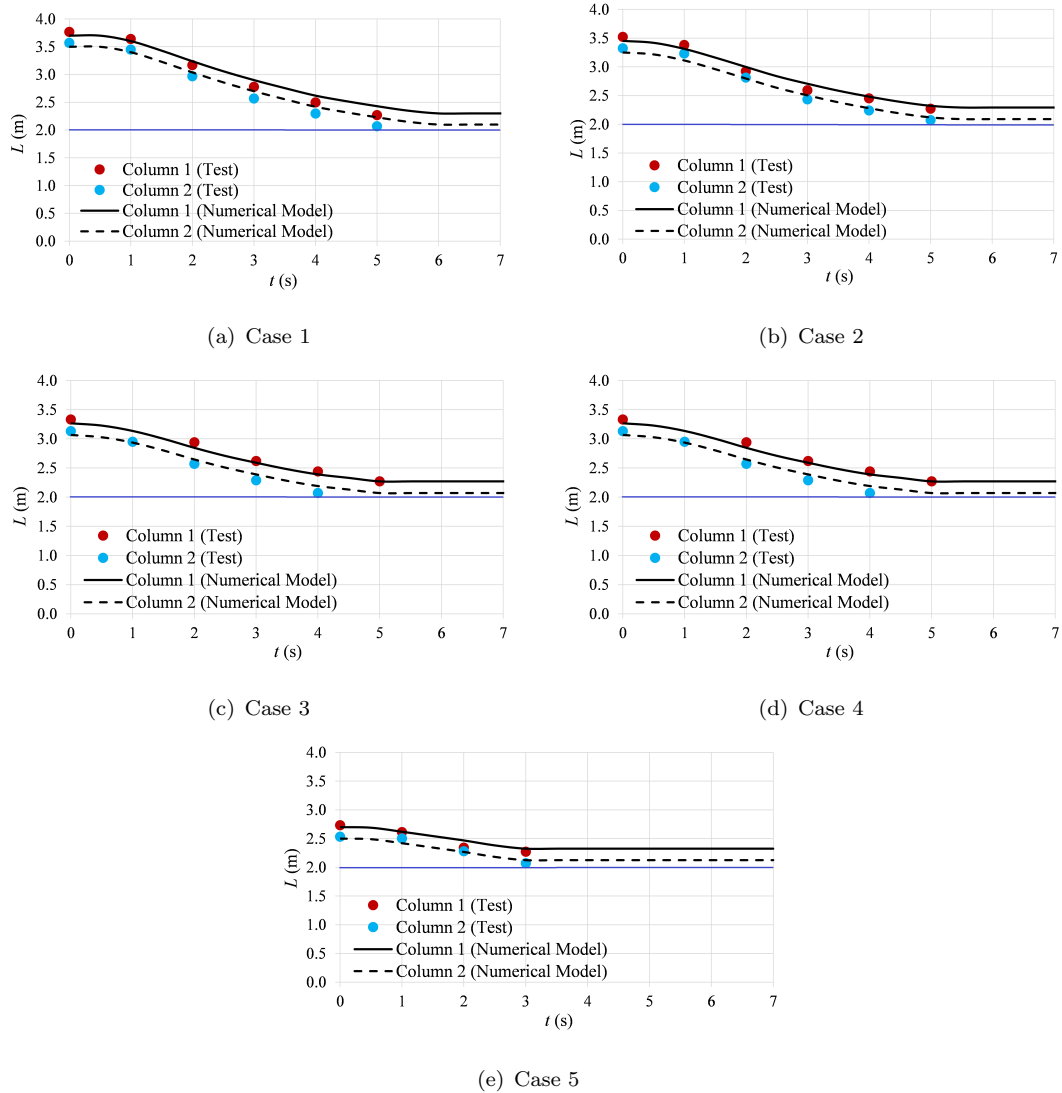 4.0
3.5
3.0
2.5
2.0
1.5
1.0
0.5
0.0
L (m)
Column 1 (Test)
Column 2 (Test)
Column 1 (Numerical Model)
Column 2 (Numerical Model)
0 1 2 3 4 5 6 7
t (s)
(a) Case 1
4.0
3.5
3.0
2.5
2.0
1.5
1.0
0.5
0.0
L (m)
Column 1 (Test)
Column 2 (Test)
Column 1 (Numerical Model)
Column 2 (Numerical Model)
0 1 2 3 4 5 6 7
t (s)
(b) Case 2
4.0
3.5
3.0
2.5
2.0
1.5
1.0
0.5
0.0
L (m)
Column 1 (Test)
Column 2 (Test)
Column 1 (Numerical Model)
Column 2 (Numerical Model)
0 1 2 3 4 5 6 7
t (s)
(c) Case 3
4.0
3.5
3.0
2.5
2.0
1.5
1.0
0.5
0.0
L (m)
Column 1 (Test)
Column 2 (Test)
Column 1 (Numerical Model)
Column 2 (Numerical Model)
0 1 2 3 4 5 6 7
t (s)
(d) Case 4
4.0
3.5
3.0
2.5
2.0
1.5
1.0
0.5
0.0
L (m)
Column 1 (Test)
Column 2 (Test)
Column 1 (Numerical Model)
Column 2 (Numerical Model)
0 1 2 3 4 5 6 7
t (s)
(e) Case 5